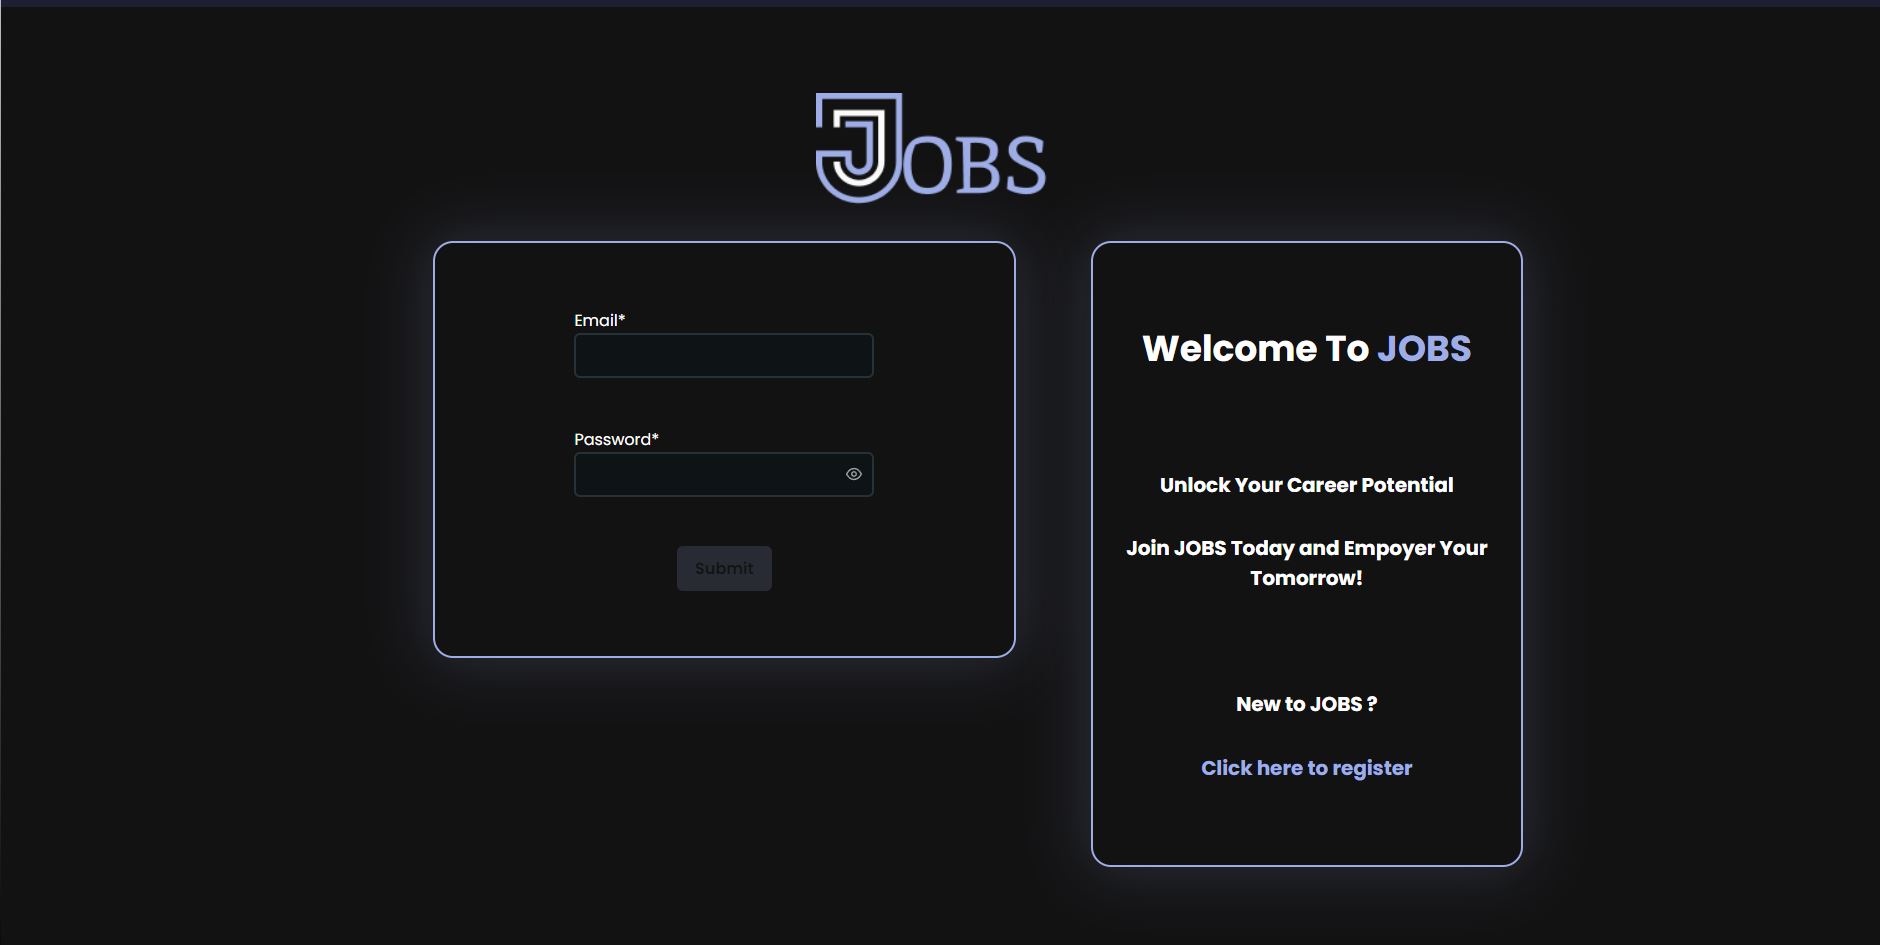 JOBS
Email*
Password*
Submit
Welcome To JOBS
Unlock Your Career Potential
Join JOBS Today and Empoyer Your
Tomorrow!
New to JOBS ?
Click here to register